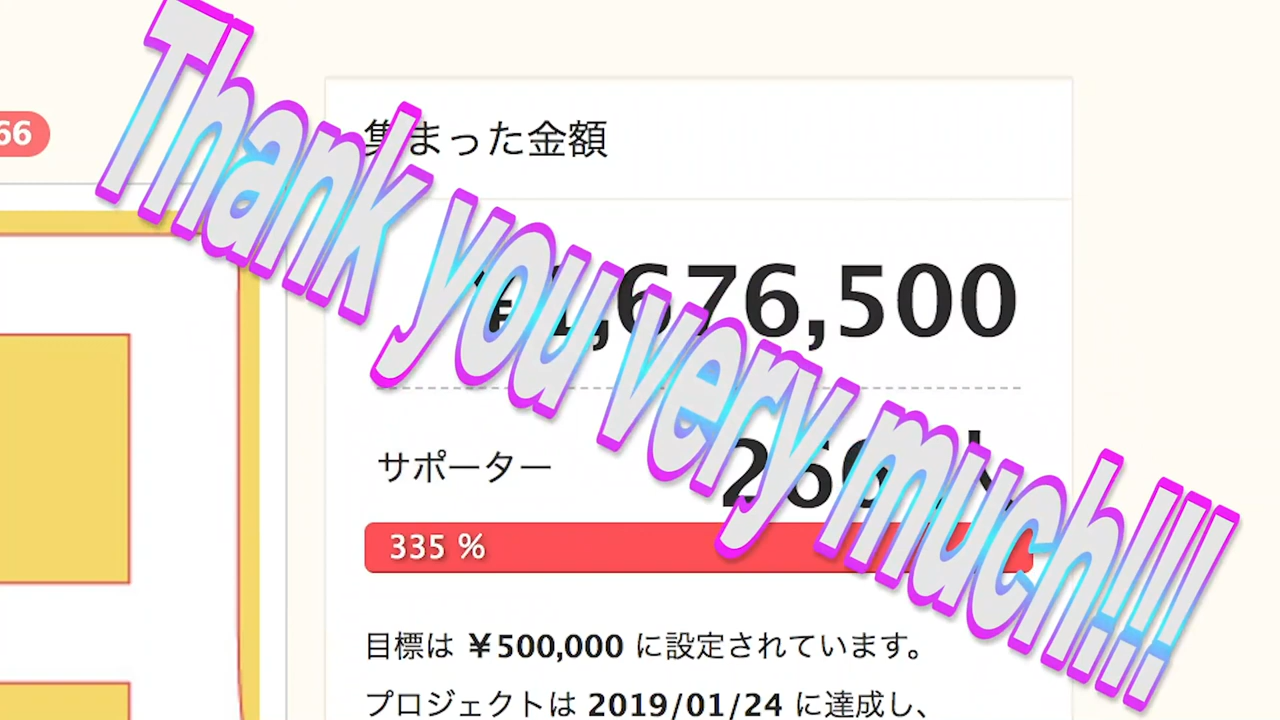 Thank you very much!!!
66
集まった金額
¥1,676,500
サポーター
335 %
目標は ¥500,000 に設定されています。
プロジェクトは 2019/01/24 に達成し、